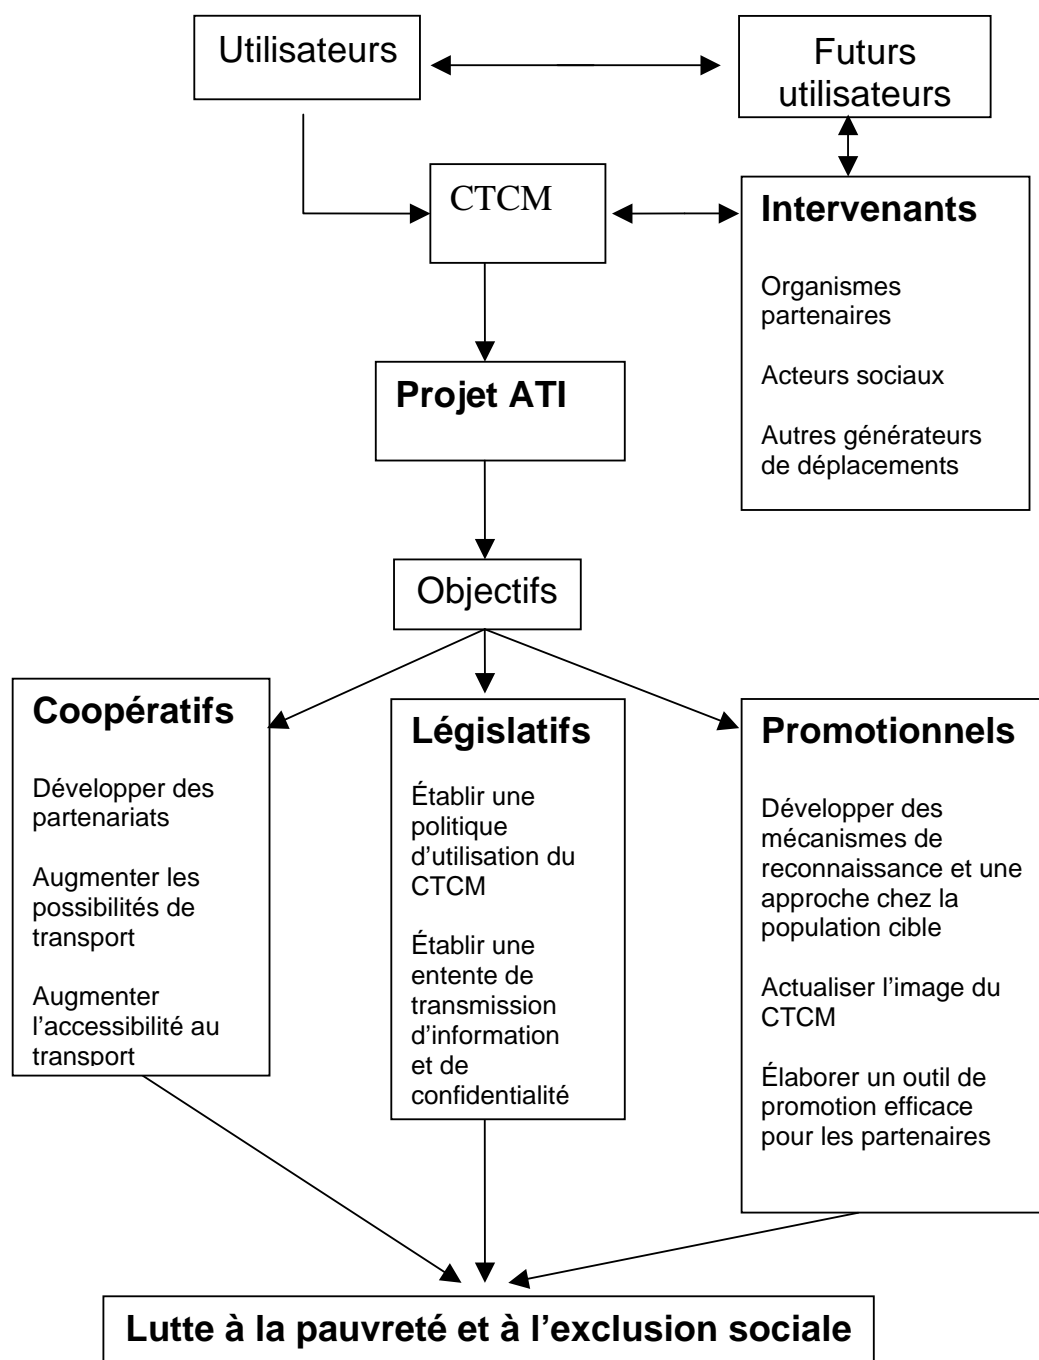 Utilisateurs
Futurs
utilisateurs
CTCM
Intervenants
Organismes
partenaires
Acteurs sociaux
Autres générateurs
de déplacements
Projet ATI
Objectifs
Coopératifs
Développer des
partenariats
Augmenter les
possibilités de
transport
Augmenter
l’accessibilité au
transport
Législatifs
Établir une
politique
d’utilisation du
CTCM
Établir une
entente de
transmission
d’information
et de
confidentialité
Promotionnels
Développer des
mécanismes de
reconnaissance et une
approche chez la
population cible
Actualiser l’image du
CTCM
Élaborer un outil de
promotion efficace
pour les partenaires
Lutte à la pauvreté et à l’exclusion sociale